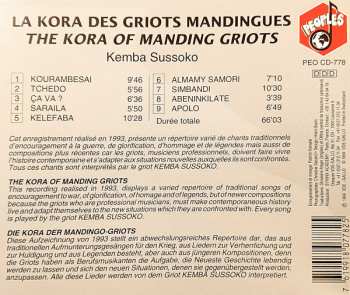 LA KORA DES GRIOTS MANDINGUES
THE KORA OF MANDING GRIOTS
Kemba Sussoko
PEOPLES
PEO CD-778
DDD
1 KOURAMBESAI 9'46
2 TCHEDO 5'56
3 ÇA VA ? 6'36
4 SARAILA 5'54
5 KELEFABA 10'14
6 ALMAMY SAMORI 7'10
7 SIMBANDI 10'30
8 ABENINKILATE 3'29
9 APOLO 6'49
Durée totale 66'03
Cet enregistrement réalisé en 1993, présente un répertoire varié de chants traditionnels
d'encouragement à la guerre, de glorification, d'hommage et de légendes mais aussi de
compositions plus récentes car les griots, musiciens professionnels, doivent faire vivre
l'histoire contemporaine et s'adapter aux situations nouvelles auxquelles ils sont confrontés.
Tous ces chants sont interprétés par le griot KEMBA SUSSOKO.
THE KORA OF MANDING GRIOTS
The recording realised in 1993, displays a varied repertoire of traditional songs of
encouragement to war, of glorification, of homage and of legends, but of newer compositions
because the griots who are professional musicians, must make contemporary history
live and adapt themselves to the new situations which they are confronted with. Every
song is played by the griot KEMBA SUSSOKO.
DIE KORA DER MANDINGO-GRIOTS
Diese Aufzeichnung von 1993 stellt ein abwechslungsreiches Repertoire dar, das aus
traditionellen Aufmunterungsgesängen für den Krieg, aus Liedern zur Verherrlichung und
zur Huldigung und aus Legenden besteht, aber auch aus jüngeren Kompositionen, denn
die Griots haben als Berufsmusikanten die Aufgabe, die Neueste Geschichte lebendig
werden zu lassen und sich den neuen Situationen, denen sie gegenübergestellt werden,
anzupassen. Alle diese Lieder werden von dem Griot KEMBA SUSSOKO interpretiert.